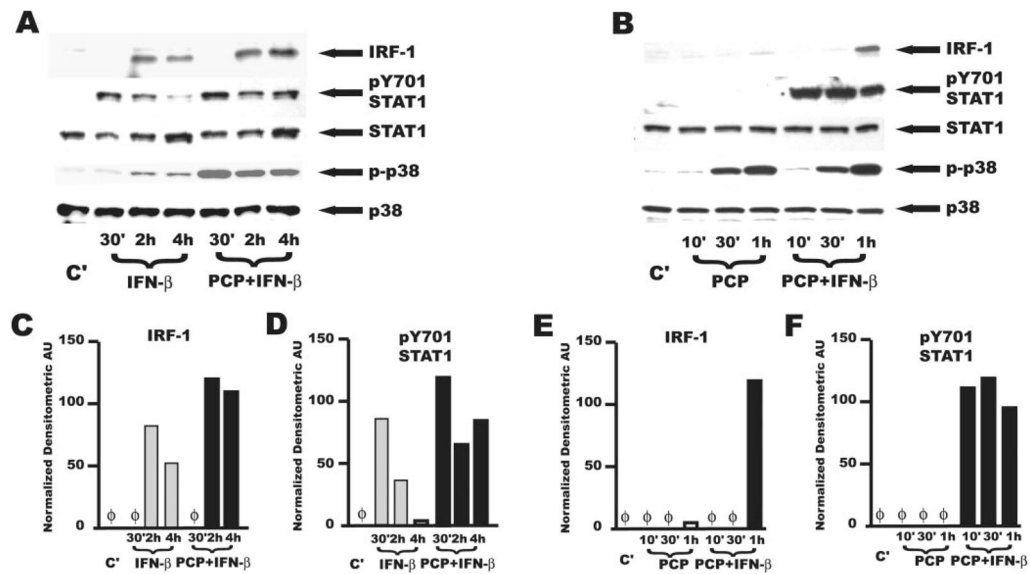 A
IRF-1
pY701
STAT1
STAT1
p-p38
p38
30' 2h 4h 30' 2h 4h
C' IFN-β PCP+IFN-β
B
IRF-1
pY701
STAT1
STAT1
p-p38
p38
10' 30' 1h 10' 30' 1h
C' PCP PCP+IFN-β
C
IRF-1
Normalized Densitometric AU
150
100
50
0
ϕ ϕ ϕ
30'2h 4h 30'2h 4h
C' IFN-β PCP+IFN-β
D
pY701
STAT1
Normalized Densitometric AU
150
100
50
0
ϕ
30'2h 4h 30'2h 4h
C' IFN-β PCP+IFN-β
E
IRF-1
Normalized Densitometric AU
150
100
50
0
ϕ ϕ ϕ ϕ ϕ
10' 30' 1h 10' 30' 1h
C' PCP PCP+IFN-β
F
pY701
STAT1
Normalized Densitometric AU
150
100
50
0
ϕ ϕ ϕ ϕ
10' 30' 1h 10' 30' 1h
C' PCP PCP+IFN-β